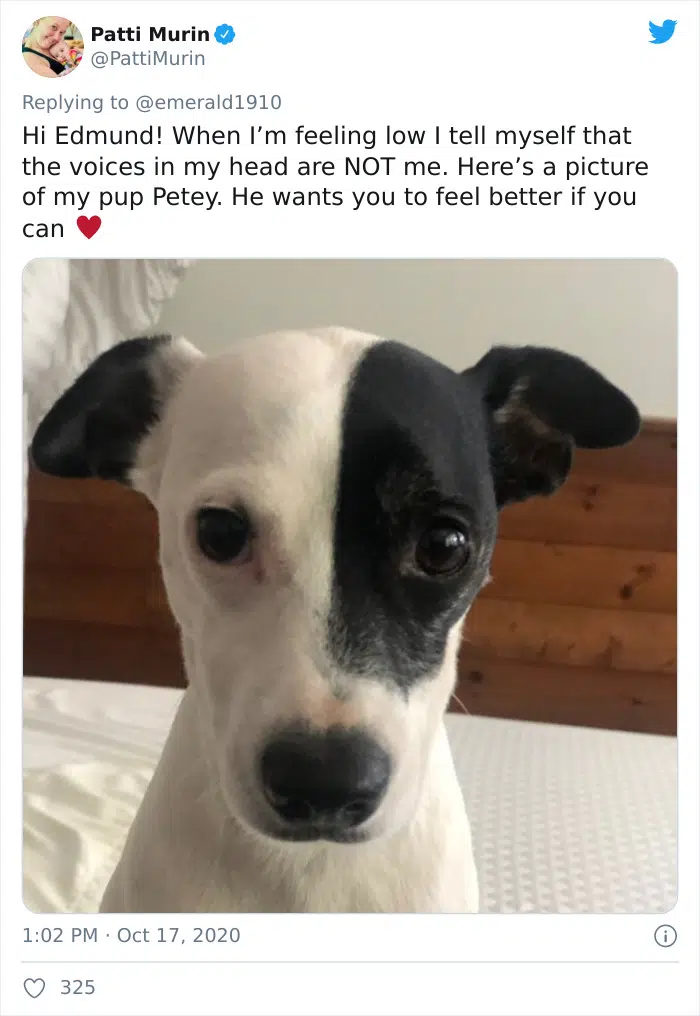 Patti Murin
@PattiMurin
Replying to @emerald1910
Hi Edmund! When I’m feeling low I tell myself that
the voices in my head are NOT me. Here’s a picture
of my pup Petey. He wants you to feel better if you
can ♥
1:02 PM · Oct 17, 2020
325